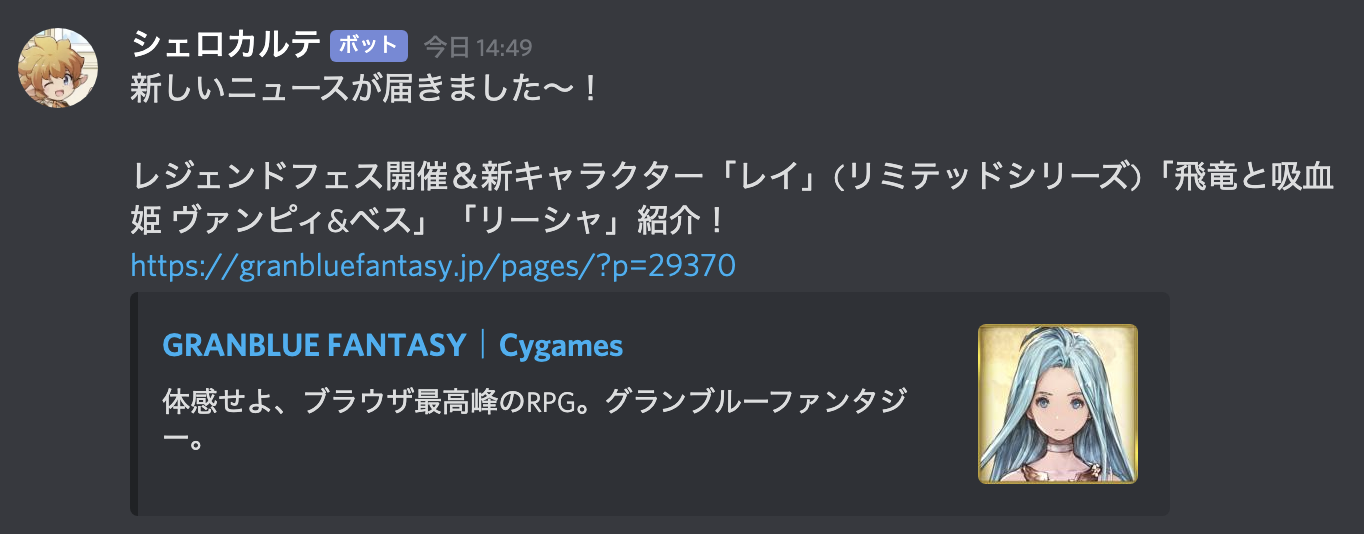 シェロカルテ ボット 今日 14:49
新しいニュースが届きました〜！
レジェンドフェス開催＆新キャラクター「レイ」(リミテッドシリーズ)「飛竜と吸血
姫 ヴァンピィ&ベス」「リーシャ」紹介！
https://granbluefantasy.jp/pages/?p=29370
GRANBLUE FANTASY｜Cygames
体感せよ、ブラウザ最高峰のRPG。グランブルーファンタジ
ー。